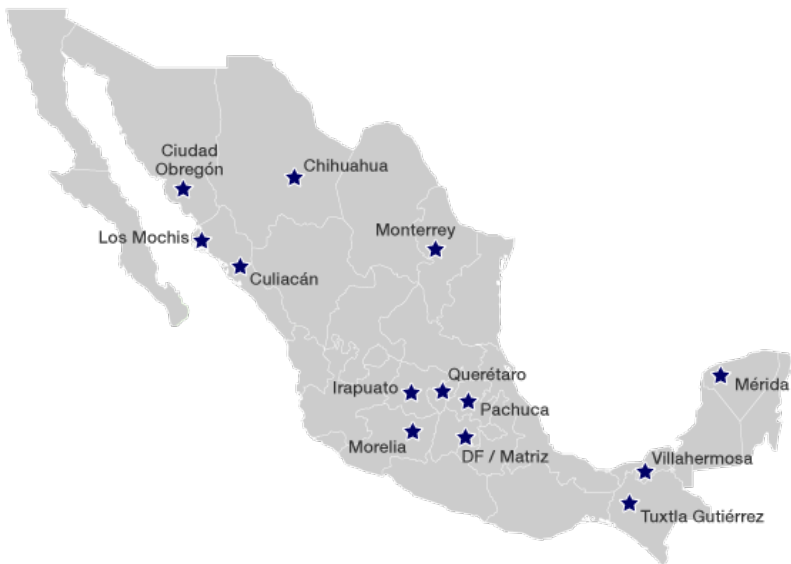 Ciudad
Obregón
Chihuahua
Los Mochis
Monterrey
Culiacán
Querétaro
Irapuato
Mérida
Pachuca
Morelia
DF / Matriz
Villahermosa
Tuxtla Gutiérrez